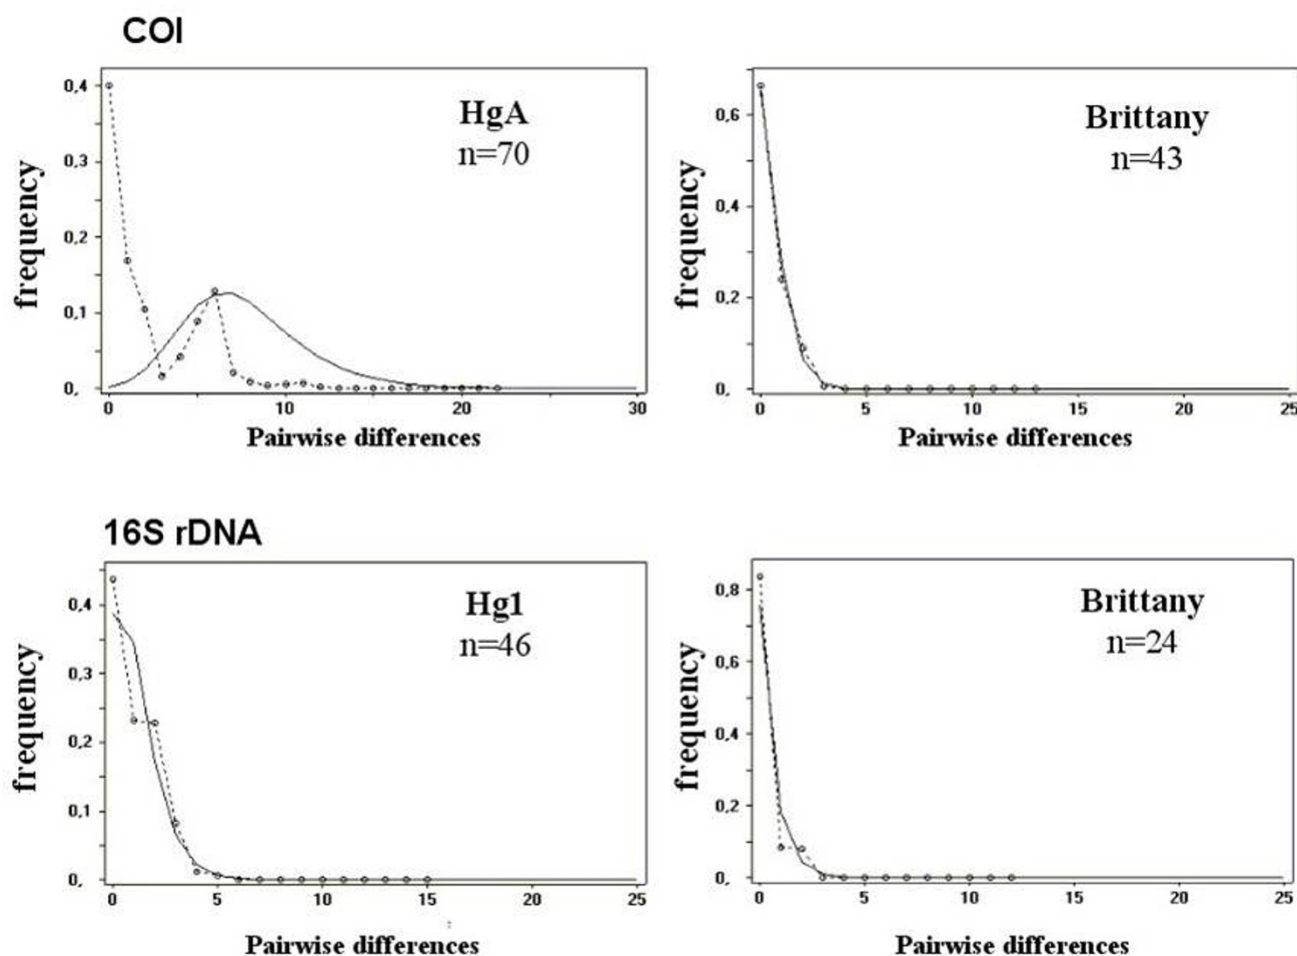 COI
HgA
n=70
frequency
0,4
0,3
0,2
0,1
0,
0 10 20 30
Pairwise differences
Brittany
n=43
frequency
0,6
0,4
0,2
0,
0 5 10 15 20 25
Pairwise differences
16S rDNA
Hg1
n=46
frequency
0,4
0,3
0,2
0,1
0,
0 5 10 15 20 25
Pairwise differences
Brittany
n=24
frequency
0,8
0,6
0,4
0,2
0,
0 5 10 15 20 25
Pairwise differences